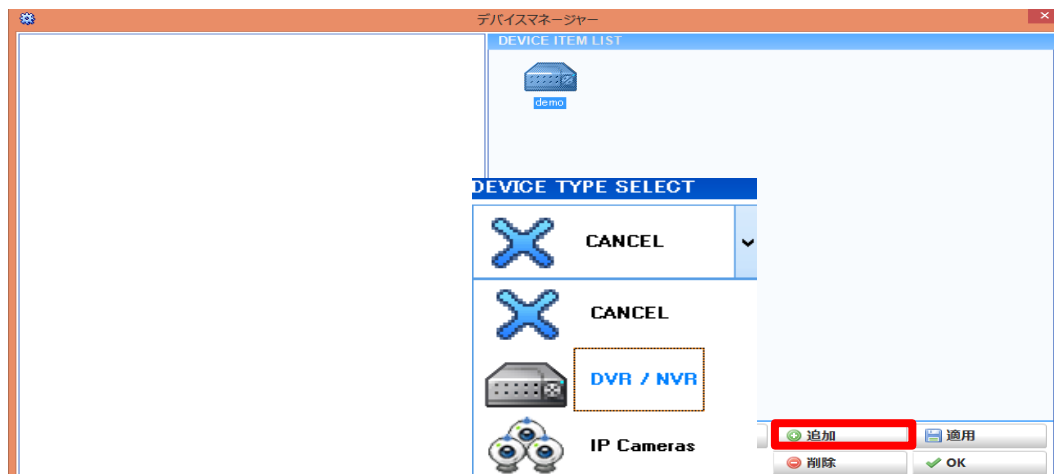 デバイスマネージャー
DEVICE ITEM LIST
demo
DEVICE TYPE SELECT
CANCEL
CANCEL
DVR / NVR
IP Cameras
追加
適用
削除
OK